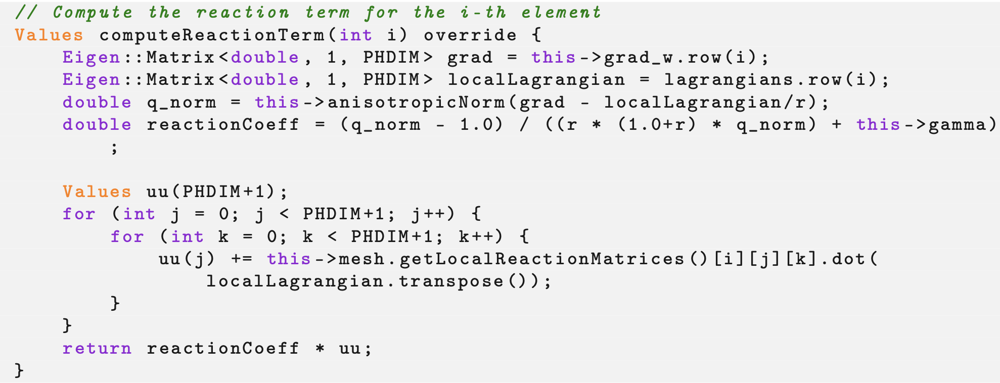 // Compute the reaction term for the i-th element
Values computeReactionTerm(int i) override {
    Eigen::Matrix<double, 1, PHDIM> grad = this->grad_w.row(i);
    Eigen::Matrix<double, 1, PHDIM> localLagrangian = lagrangians.row(i);
    double q_norm = this->anisotropicNorm(grad - localLagrangian/r);
    double reactionCoeff = (q_norm - 1.0) / ((r * (1.0+r) * q_norm) + this->gamma)
        ;

    Values uu(PHDIM+1);
    for (int j = 0; j < PHDIM+1; j++) {
        for (int k = 0; k < PHDIM+1; k++) {
            uu(j) += this->mesh.getLocalReactionMatrices()[i][j][k].dot(
                localLagrangian.transpose());
        }
    }
    return reactionCoeff * uu;
}